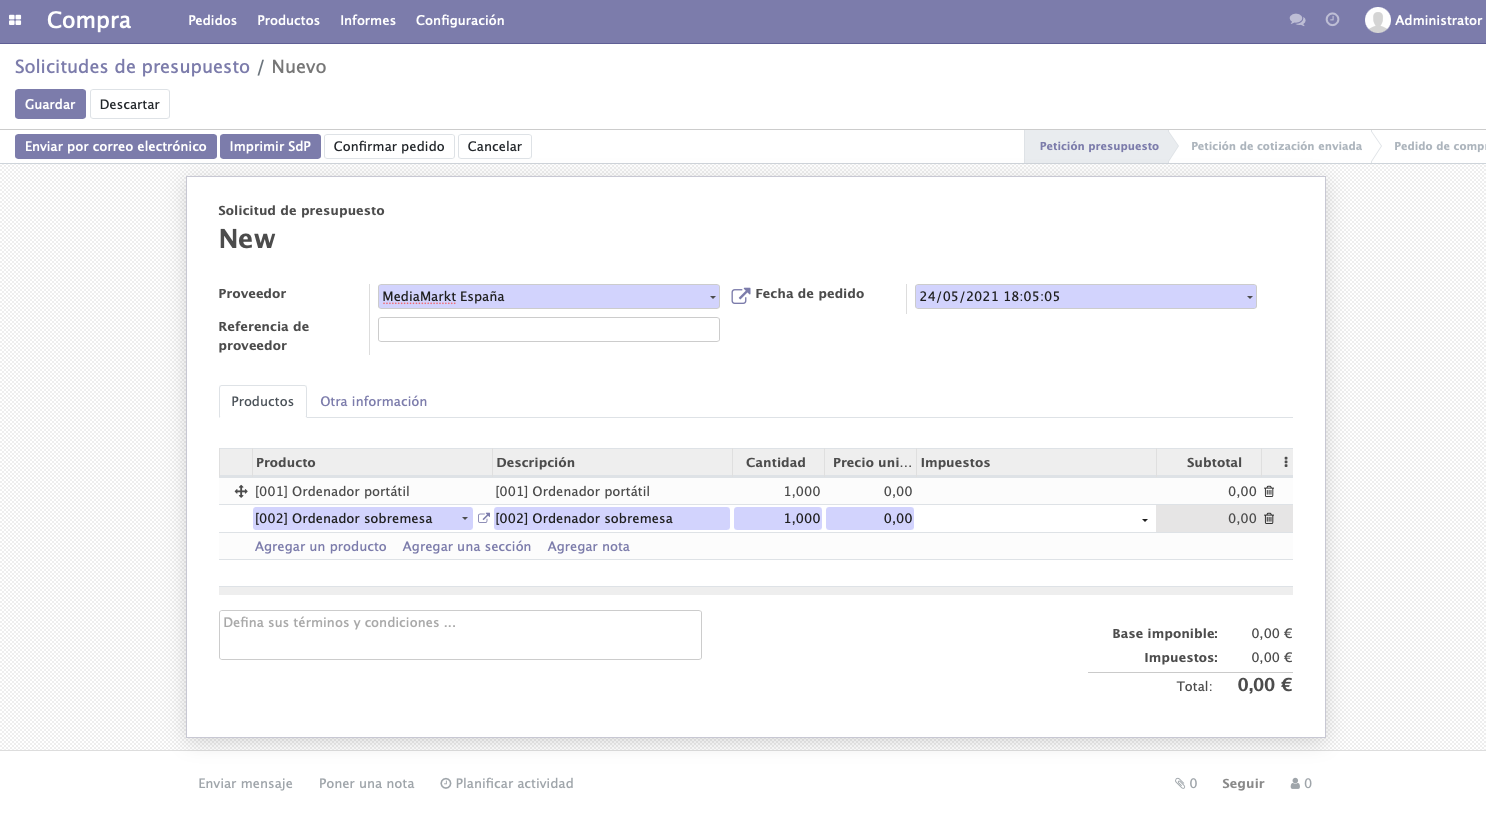 Compra Pedidos Productos Informes Configuración Administrator
Solicitudes de presupuesto / Nuevo
Guardar Descartar
Enviar por correo electrónico Imprimir SdP Confirmar pedido Cancelar Petición presupuesto Petición de cotización enviada Pedido de comp
Solicitud de presupuesto
New
Proveedor MediaMarkt España Fecha de pedido 24/05/2021 18:05:05
Referencia de
proveedor
Productos Otra información
Producto Descripción Cantidad Precio uni... Impuestos Subtotal
[001] Ordenador portátil [001] Ordenador portátil 1,000 0,00 0,00
[002] Ordenador sobremesa [002] Ordenador sobremesa 1,000 0,00 0,00
Agregar un producto Agregar una sección Agregar nota
Defina sus términos y condiciones ...
Base imponible: 0,00 €
Impuestos: 0,00 €
Total: 0,00 €
Enviar mensaje Poner una nota Planificar actividad 0 Seguir 0